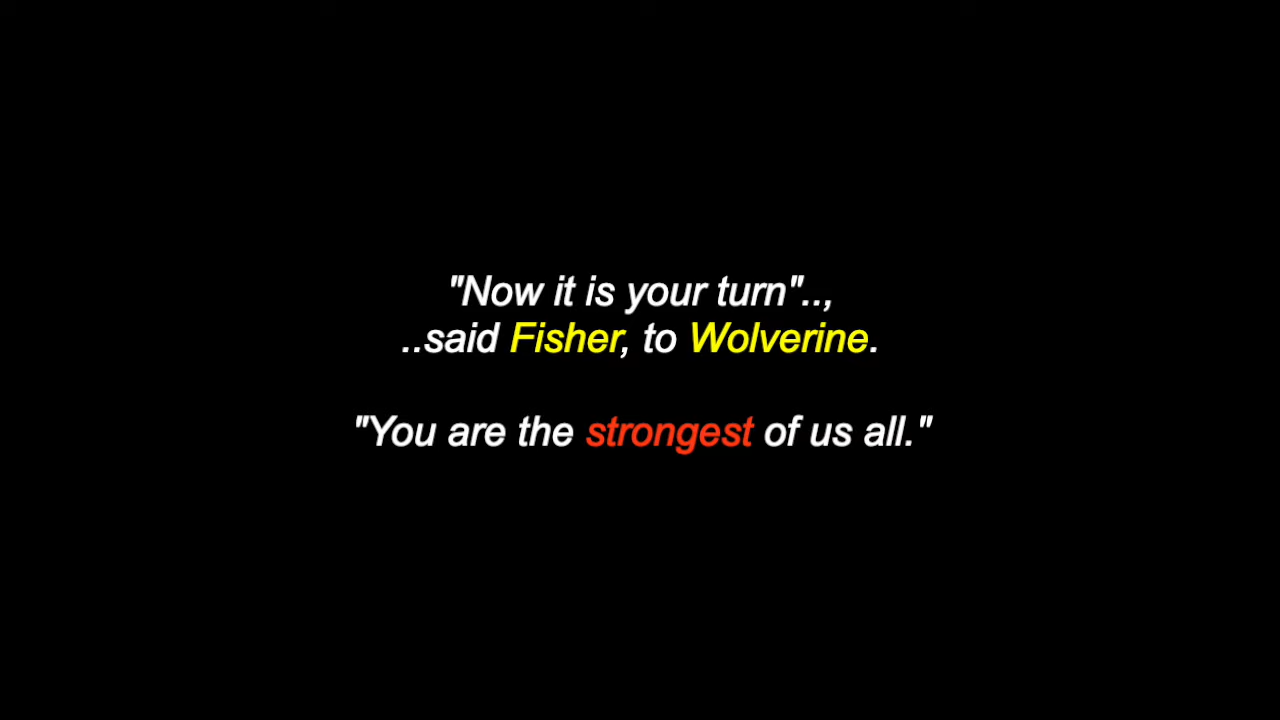 "Now it is your turn"..,
..said Fisher, to Wolverine.
"You are the strongest of us all."